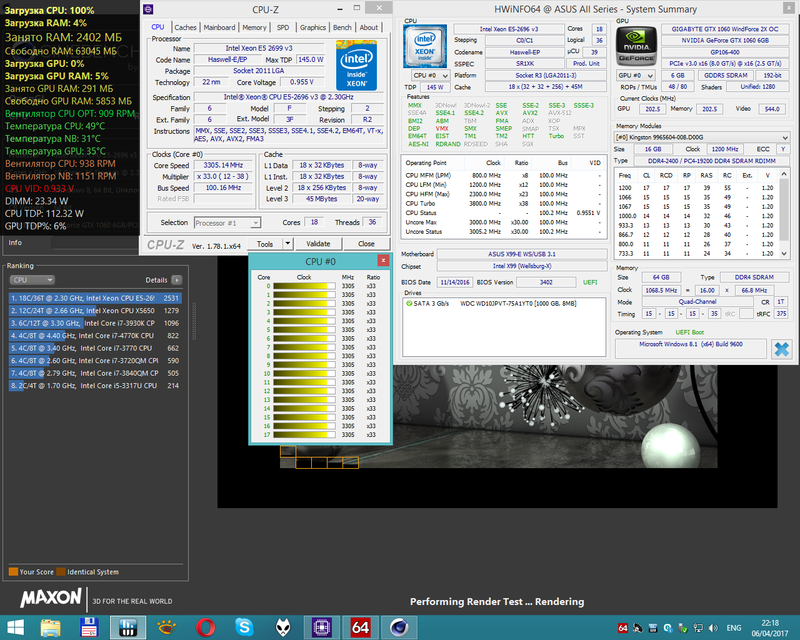 Загрузка CPU: 100%
Загрузка RAM: 4%
Занято RAM: 2402 МБ
Свободно RAM: 63045 МБ
Загрузка GPU: 0%
Загрузка GPU RAM: 5%
Занято GPU RAM: 291 МБ
Свободно GPU RAM: 5853 МБ
Вентилятор CPU OPT: 909 RPM
Температура CPU: 49°C
Температура NB: 31°C
Температура GPU: 35°C
Вентилятор CPU: 938 RPM
Вентилятор NB: 1151 RPM
CPU VID: 0.933 V
DIMM: 23.34 W
CPU TDP: 112.32 W
GPU TDP%: 6%
Info
Ranking
CPU
Details
1. 18C/36T @ 2.30 GHz, Intel Xeon CPU E5-269 2531
2. 12C/24T @ 2.66 GHz, Intel Xeon CPU X5650 1279
3. 6C/12T @ 3.30 GHz, Intel Core i7-3930K CP 1096
4. 4C/8T @ 4.40 GHz, Intel Core i7-4770K CPU 822
5. 4C/8T @ 3.40 GHz, Intel Core i7-3770 CPU 662
6. 4C/8T @ 2.60 GHz, Intel Core i7-3720QM CPI 590
7. 4C/8T @ 2.79 GHz, Intel Core i7-3840QM CP 505
8. 2C/4T @ 1.70 GHz, Intel Core i5-3317U CPU 214
Your Score
Identical System
MAXON
3D FOR THE REAL WORLD
CPU-Z
CPU Caches Mainboard Memory SPD Graphics Bench About
Processor
Name Intel Xeon E5 2699 v3
Code Name Haswell-E/EP Max TDP 145.0 W
Package Socket 2011 LGA
Technology 22 nm Core Voltage 0.955 V
intel inside XEON
Specification Intel® Xeon® CPU E5-2696 v3 @ 2.30GHz
Family 6 Model F Stepping 2
Ext. Family 6 Ext. Model 3F Revision R2
Instructions MMX, SSE, SSE2, SSE3, SSSE3, SSE4.1, SSE4.2, EM64T, VT-x,
AES, AVX, AVX2, FMA3
Clocks (Core #0)
Core Speed 3305.14 MHz
Multiplier x 33.0 ( 12 - 38 )
Bus Speed 100.16 MHz
Rated FSB
Cache
L1 Data 18 x 32 KBytes 8-way
L1 Inst. 18 x 32 KBytes 8-way
Level 2 18 x 256 KBytes 8-way
Level 3 45 MBytes 20-way
Selection Processor #1 Cores 18 Threads 36
CPU-Z Ver. 1.78.1.x64 Tools Validate Close
CPU #0
Core Clock MHz Ratio
0 3305 x33
1 3305 x33
2 3305 x33
3 3305 x33
4 3305 x33
5 3305 x33
6 3305 x33
7 3305 x33
8 3305 x33
9 3305 x33
10 3305 x33
11 3305 x33
12 3305 x33
13 3305 x33
14 3305 x33
15 3305 x33
16 3305 x33
17 3305 x33
HWiNFO64 @ ASUS All Series - System Summary
CPU
intel inside XEON
Intel Xeon E5-2696 v3 Cores 18
Stepping C0/C1 Logical 36
Codename Haswell-EP µCU 39
SSPEC SR1XK Prod. Unit
CPU #0 Platform Socket R3 (LGA2011-3)
TDP 145 W Cache 18 x (32 + 32 + 256) + 45M
Features
MMX 3DNow! 3DNow!-2 SSE SSE-2 SSE-3 SSSE-3
SSE4A SSE4.1 SSE4.2 AVX AVX2 AVX-512
BMI2 ABM TBM FMA ADX XOP
DEP VMX SMX SMEP SMAP TSX MPX
EM64T EIST TM1 TM2 HTT Turbo SST
AES-NI RDRAND RDSEED SHA SGX
Operating Point Clock Ratio Bus VID
CPU MFM (LPM) 800.0 MHz x8 100.0 MHz
CPU LFM (Min) 1200.0 MHz x12 100.0 MHz
CPU HFM (Max) 2300.0 MHz x23 100.0 MHz
CPU Turbo 3800.0 MHz x38 100.0 MHz
CPU Status - - 0.9551 V
Uncore Max 3000.0 MHz x30.00 100.0 MHz
Uncore Status 3005.2 MHz x30.00 100.2 MHz
Motherboard ASUS X99-E WS/USB 3.1
Chipset Intel X99 (Wellsburg-X)
BIOS Date 11/14/2016 BIOS Version 3402 UEFI
Drives
SATA 3 Gb/s WDC WD102JPVT-75A1YT0 [1000 GB, 8MB]
GPU
NVIDIA GEFORCE
GIGABYTE GTX 1060 WindForce 2X OC
NVIDIA GeForce GTX 1060 6GB
GP106-400
PCIe v3.0 x16 (8.0 GT/s) @ x16 (2.5 GT/s)
GPU #0 6 GB GDDR5 SDRAM 192-bit
ROPs / TMUs 48 / 80 Shaders Unified: 1280
Current Clocks (MHz)
GPU 202.5 Memory 202.5 Video 544.0
Memory Modules
[#0] Kingston 9965604-008.D00G
Size 16 GB Clock 1200 MHz ECC Y
Type DDR4-2400 / PC4-19200 DDR4 SDRAM RDIMM
Freq CL RCD RP RAS RC Ext. V
1200 17 17 17 39 55 - 1.20
1066 15 15 15 35 49 - 1.20
1067 15 15 15 35 49 - 1.20
1000.0 14 14 14 32 46 - 1.20
933.3 13 13 13 30 43 - 1.20
866.7 12 12 12 28 40 - 1.20
800.0 11 11 11 26 37 - 1.20
733.3 11 11 11 24 34 - 1.20
Memory
Size 64 GB Type DDR4 SDRAM
Clock 1068.5 MHz = 16.00 x 66.8 MHz
Mode Quad-Channel CR 1T
Timing 15 - 15 - 15 - 35 tRC tRFC 375
Operating System UEFI Boot
Microsoft Windows 8.1 (x64) Build 9600
Performing Render Test ... Rendering
64
64
ENG
22:18
06/04/2017